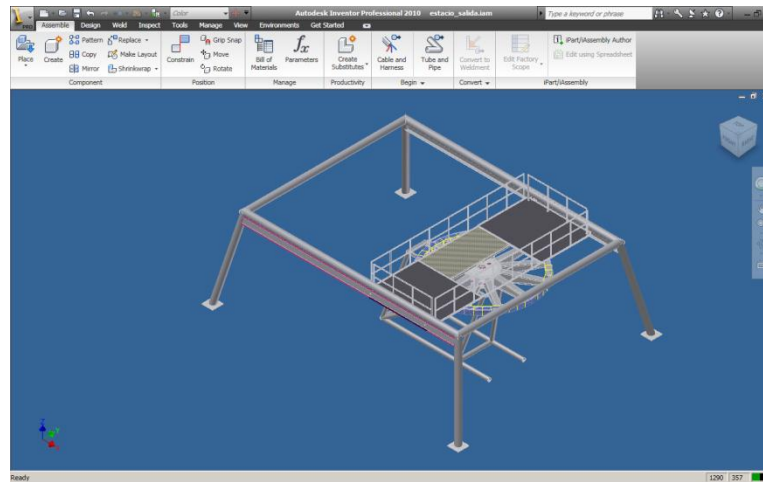 Color
Autodesk Inventor Professional 2010 estacio_salida.iam
Type a keyword or phrase
PRO
Assemble Design Weld Inspect Tools Manage View Environments Get Started
Place
Create
Pattern
Copy
Mirror
Replace
Make Layout
Shrinkwrap
Component
Constrain
Grip Snap
Move
Rotate
Position
Bill of Materials
Parameters
Manage
Create Substitutes
Productivity
Cable and Harness
Tube and Pipe
Begin
Convert to Weldment
Convert
Edit Factory Scope
iPart/iAssembly Author
Edit using Spreadsheet
iPart/iAssembly
Ready
1290 357